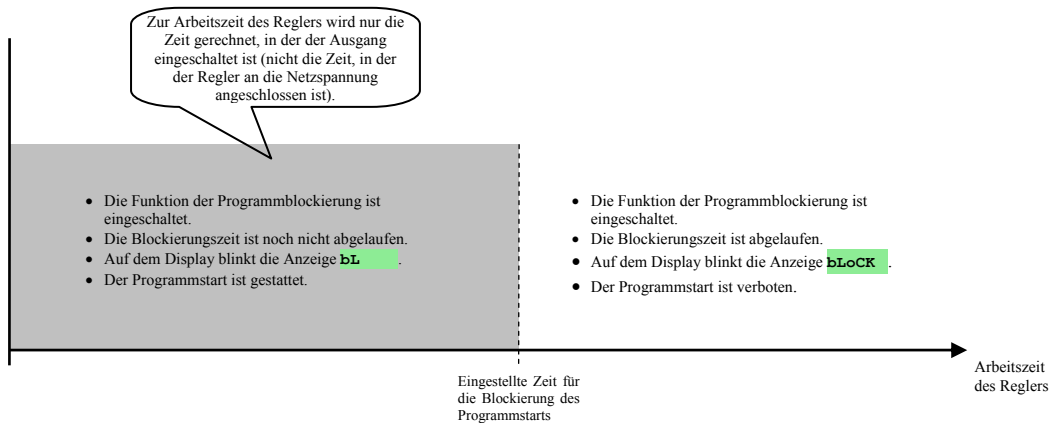 Zur Arbeitszeit des Reglers wird nur die
Zeit gerechnet, in der der Ausgang
eingeschaltet ist (nicht die Zeit, in der
der Regler an die Netzspannung
angeschlossen ist).
• Die Funktion der Programmblockierung ist
eingeschaltet.
• Die Blockierungszeit ist noch nicht abgelaufen.
• Auf dem Display blinkt die Anzeige bL .
• Der Programmstart ist gestattet.
• Die Funktion der Programmblockierung ist
eingeschaltet.
• Die Blockierungszeit ist abgelaufen.
• Auf dem Display blinkt die Anzeige bLoCK .
• Der Programmstart ist verboten.
Arbeitszeit
des Reglers
Eingestellte Zeit für
die Blockierung des
Programmstarts